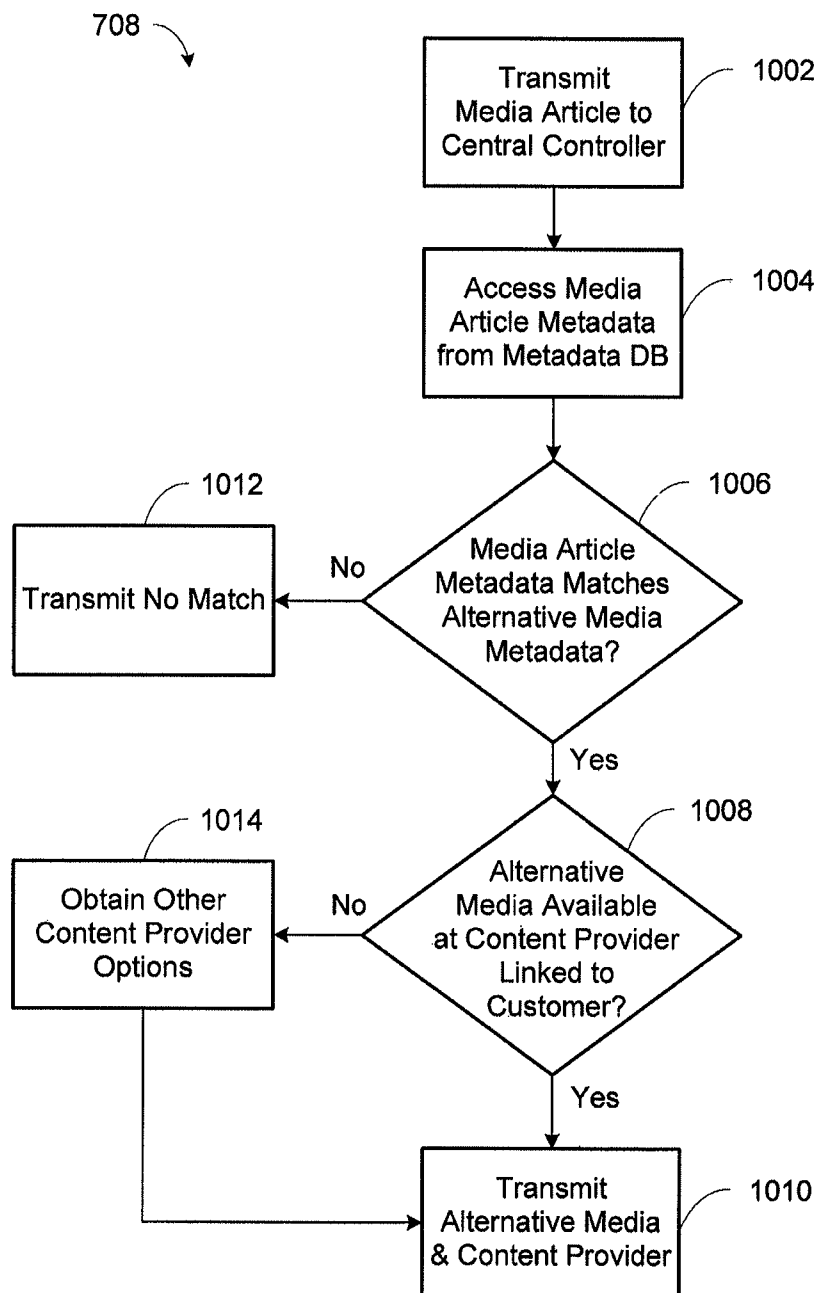 708
Transmit
Media Article to
Central Controller
1002
Access Media
Article Metadata
from Metadata DB
1004
Media Article
Metadata Matches
Alternative Media
Metadata?
1006
No
Transmit No Match
1012
Yes
Alternative
Media Available
at Content Provider
Linked to
Customer?
1008
No
Obtain Other
Content Provider
Options
1014
Yes
Transmit
Alternative Media
& Content Provider
1010